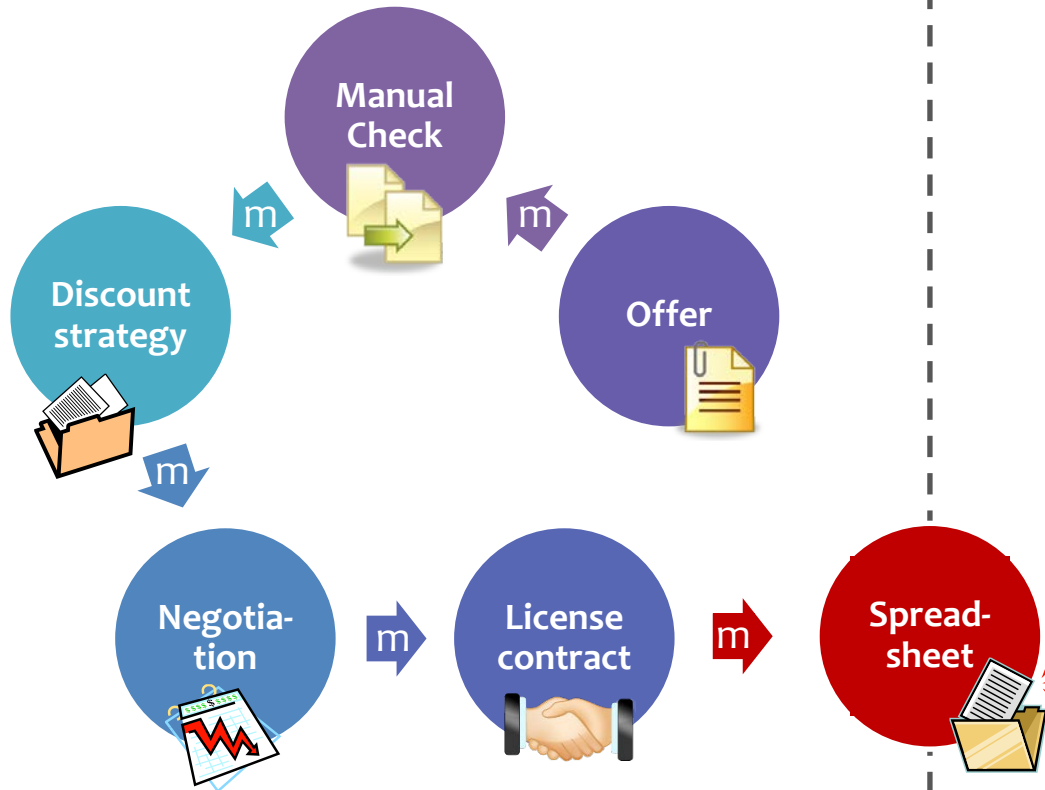 Manual
Check
m
m
Discount
strategy
Offer
m
Negotia-
tion
m
License
contract
m
Spread-
sheet